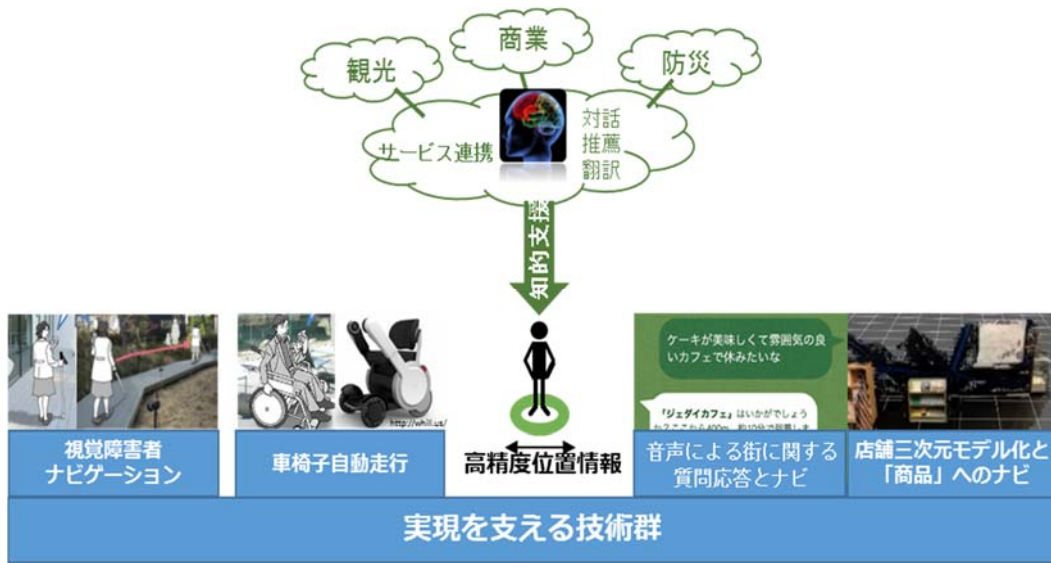 商業
観光
防災
サービス連携
対話
推薦
翻訳
知的支援
ケーキが美味しくて雰囲気の良
いカフェで休みたいな
「ジェダイカフェ」はいかがでしょう
http://whill.us/
視覚障害者
ナビゲーション
車椅子自動走行
高精度位置情報
音声による街に関する
質問応答とナビ
店舗三次元モデル化と
「商品」へのナビ
実現を支える技術群